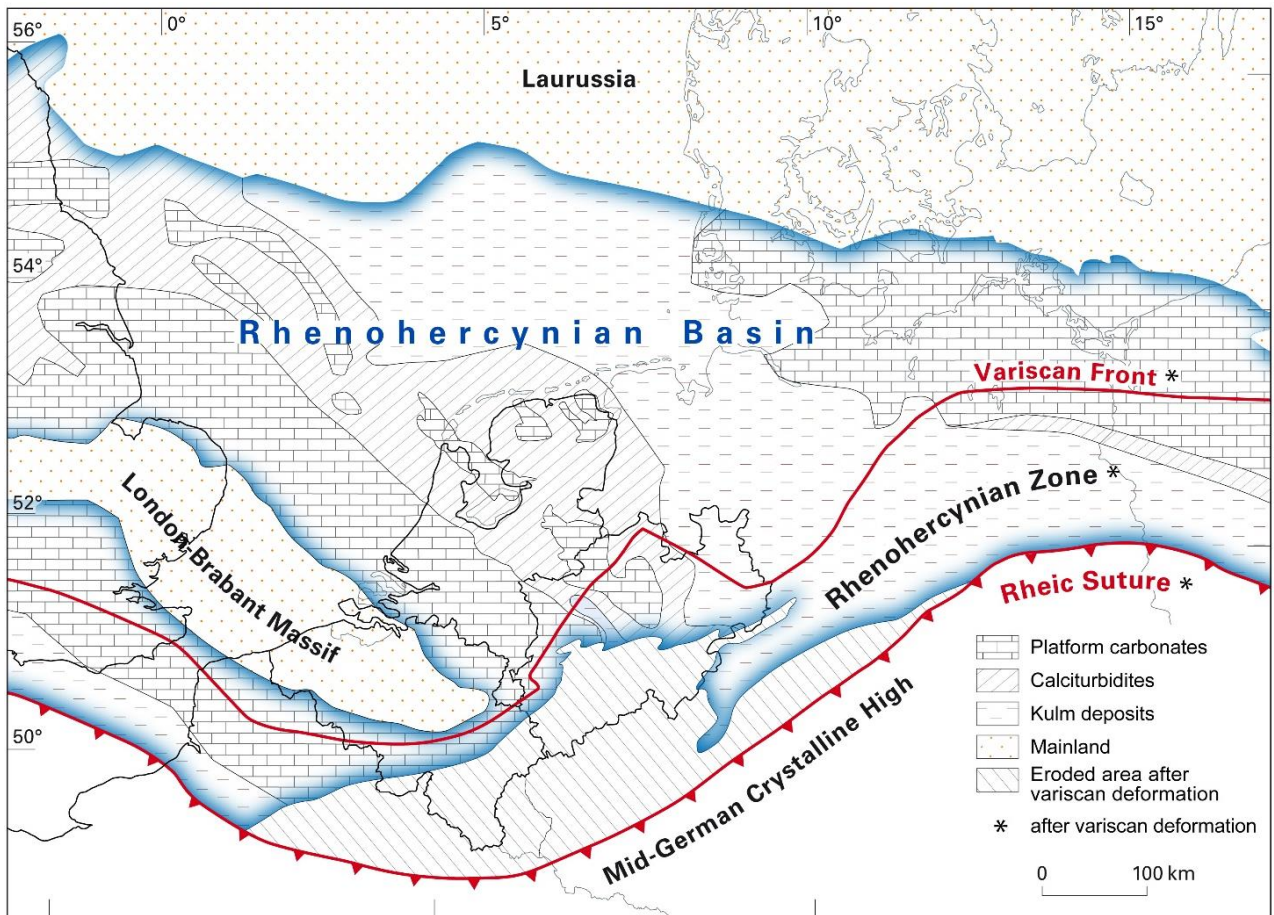 0°
5°
10°
15°
56°
Laurussia
54°
Rhenohercynian Basin
Variscan Front *
52°
London-Brabant Massif
Rhenohercynian Zone *
Rheic Suture *
50°
Mid-German Crystalline High
Platform carbonates
Calciturbidites
Kulm deposits
Mainland
Eroded area after
variscan deformation
* after variscan deformation
0 100 km